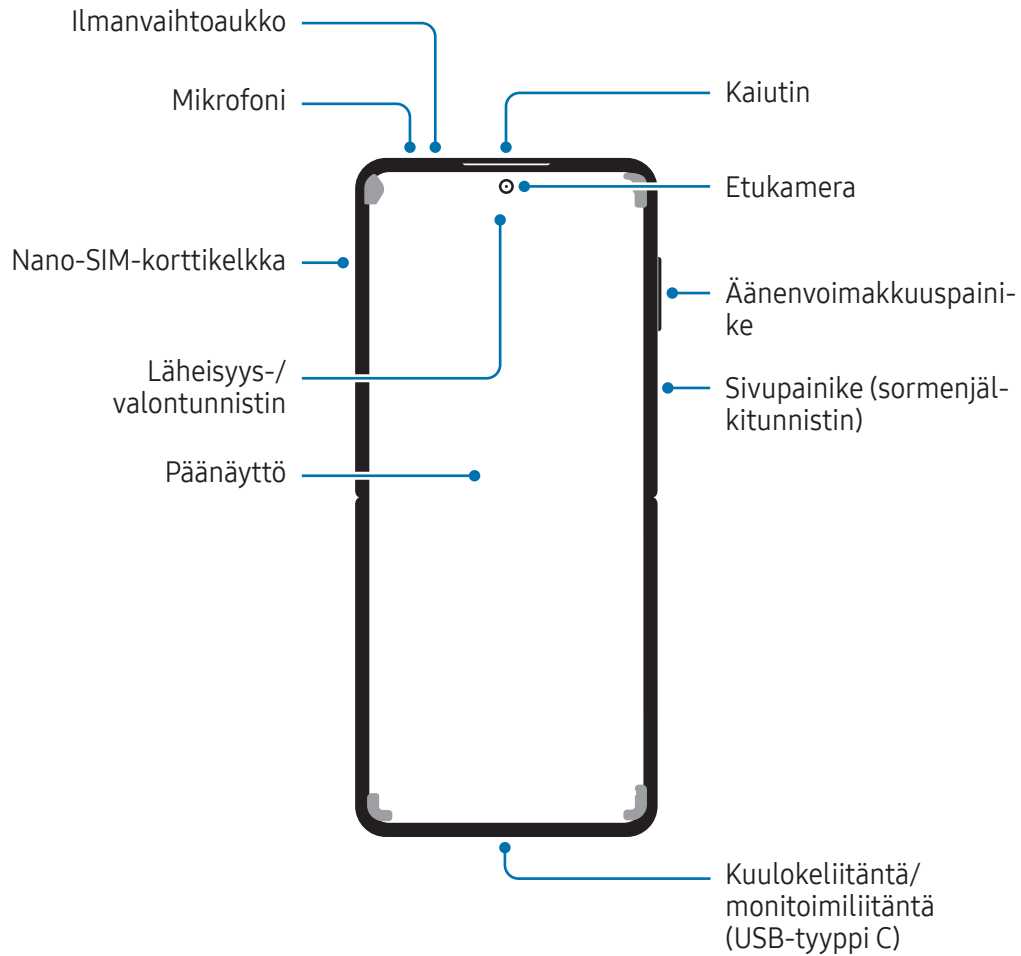 Ilmanvaihtoaukko
Mikrofoni
Nano-SIM-korttikelkka
Läheisyys-/
valontunnistin
Päänäyttö
Kaiutin
Etukamera
Äänenvoimakkuuspaini-
ke
Sivupainike (sormenjäl-
kitunnistin)
Kuulokeliitäntä/
monitoimiliitäntä
(USB-tyyppi C)